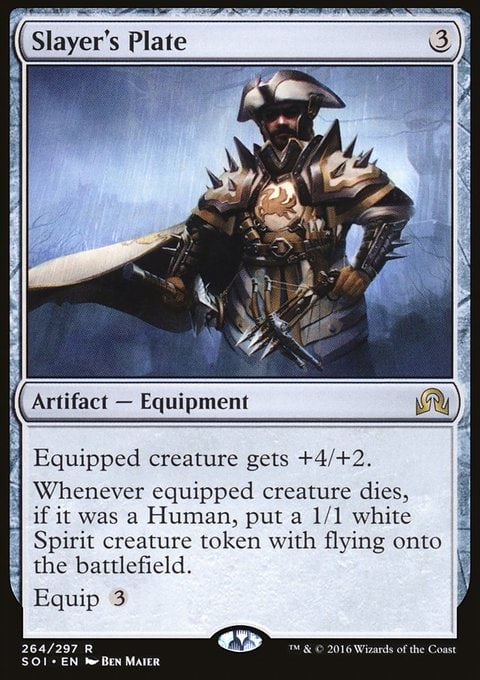 Slayer's Plate 3
Artifact — Equipment
Equipped creature gets +4/+2.
Whenever equipped creature dies,
if it was a Human, put a 1/1 white
Spirit creature token with flying onto
the battlefield.
Equip 3
264/297 R
SOI • EN Ben Maier
™ & © 2016 Wizards of the Coast